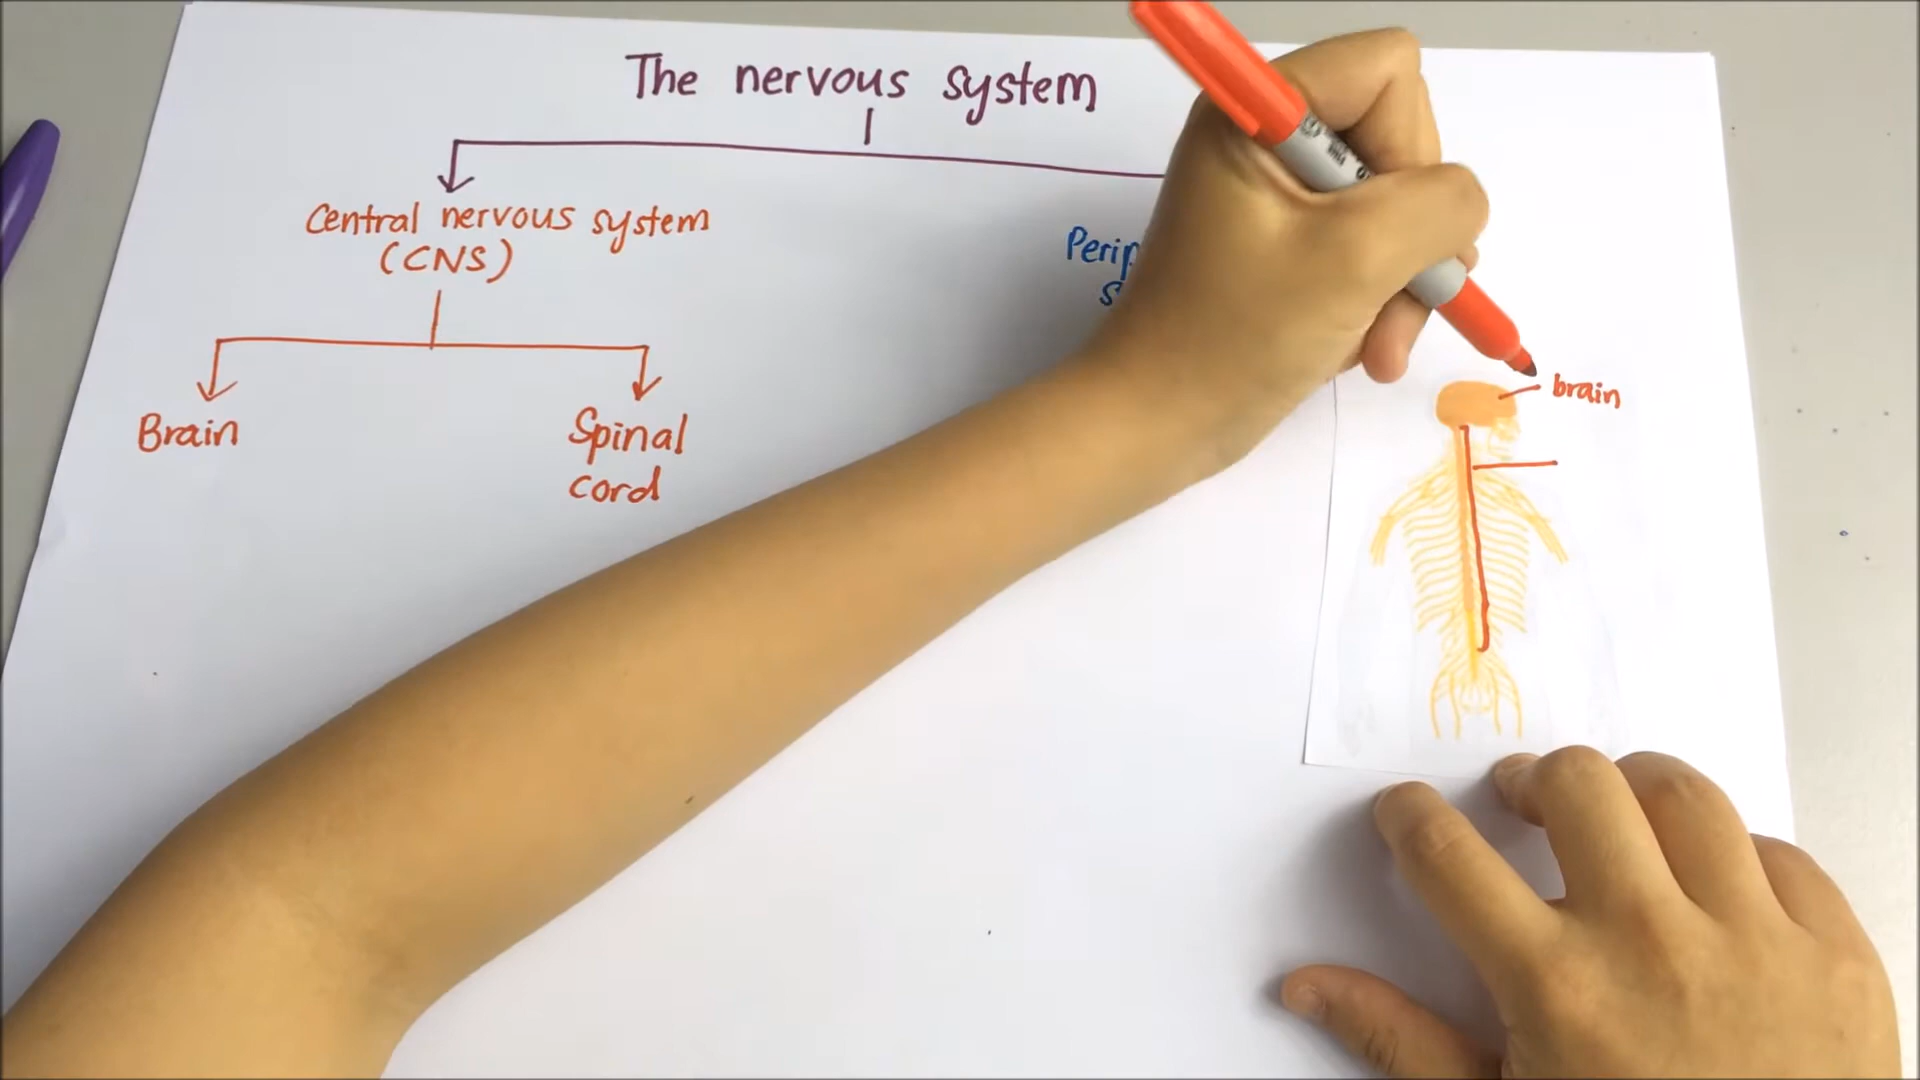 The nervous system
Central nervous system
(CNS)
Brain
Spinal
cord
brain